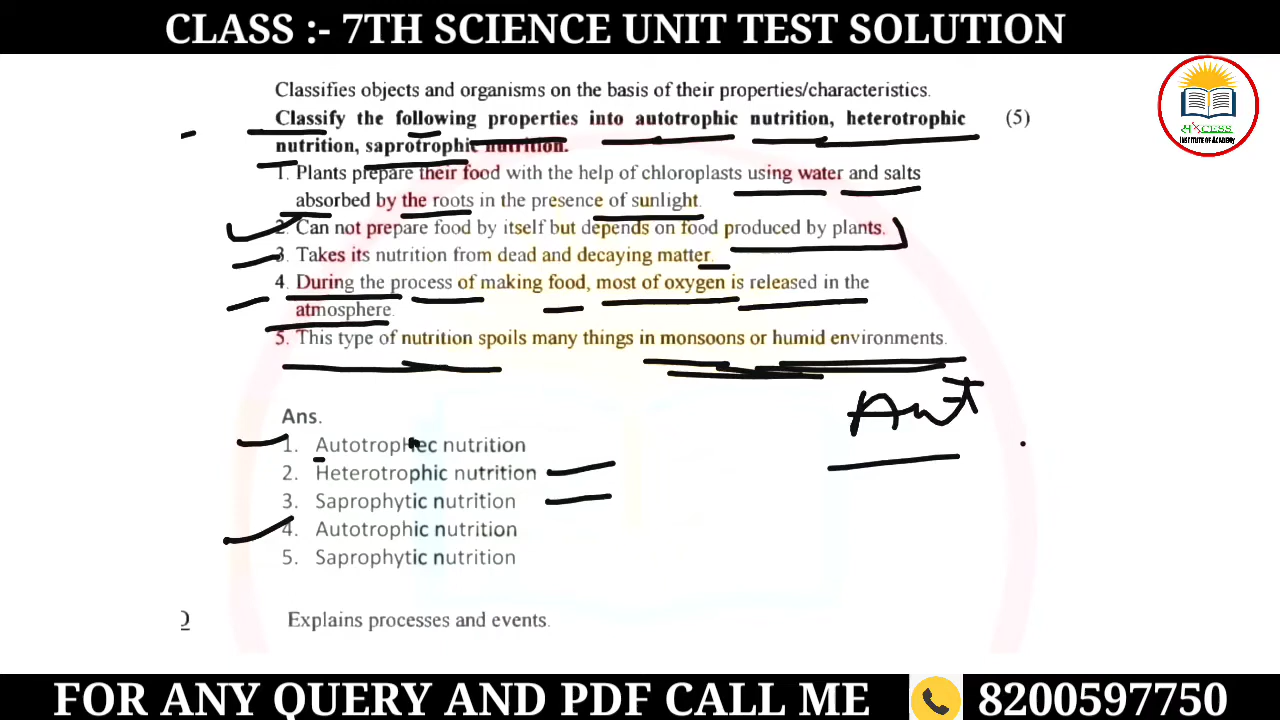 CLASS :- 7TH SCIENCE UNIT TEST SOLUTION
Classifies objects and organisms on the basis of their properties/characteristics.
Classify the following properties into autotrophic nutrition, heterotrophic (5)
nutrition, saprotrophic nutrition.
1. Plants prepare their food with the help of chloroplasts using water and salts
absorbed by the roots in the presence of sunlight.
2. Can not prepare food by itself but depends on food produced by plants.
3. Takes its nutrition from dead and decaying matter.
4. During the process of making food, most of oxygen is released in the
atmosphere.
5. This type of nutrition spoils many things in monsoons or humid environments.
Aut
Ans.
1. Autotrophec nutrition
2. Heterotrophic nutrition
3. Saprophytic nutrition
4. Autotrophic nutrition
5. Saprophytic nutrition
Explains processes and events.
Institute of Academy
FOR ANY QUERY AND PDF CALL ME 8200597750